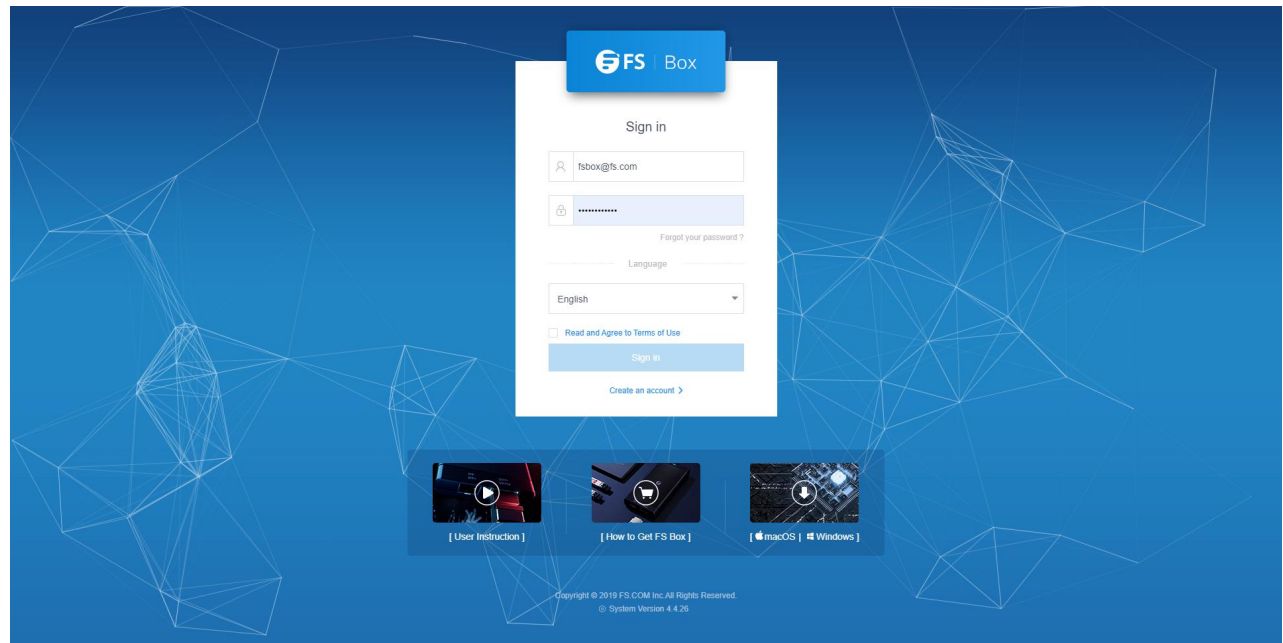 FS | Box
Sign in
fsbox@fs.com
••••••••••••
Forgot your password ?
Language
English
Read and Agree to Terms of Use
Sign in
Create an account >
[ User Instruction ]
[ How to Get FS Box ]
[ macOS | Windows ]
Copyright © 2019 FS.COM Inc.All Rights Reserved.
System Version 4.4.26